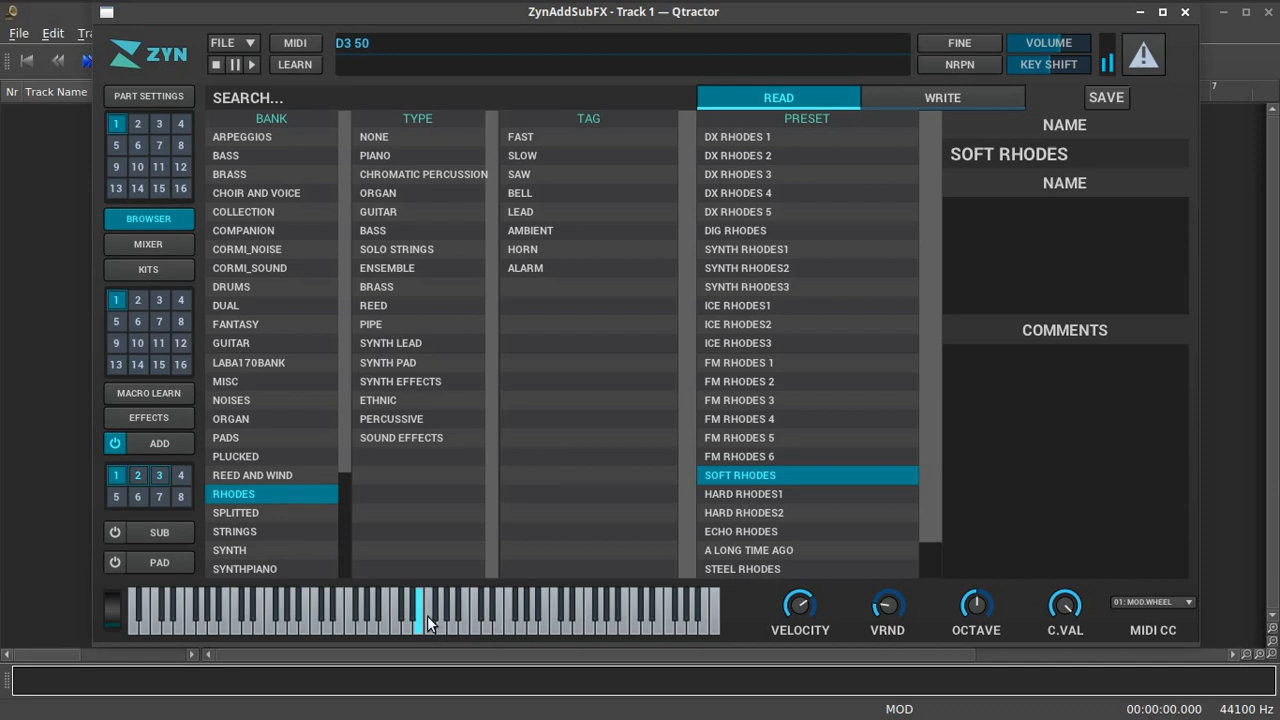 ZynAddSubFX - Track 1 — Qtractor
File Edit
Nr Track Name
7
ZYN
FILE MIDI
LEARN
D3 50
FINE VOLUME
NRPN KEY SHIFT
PART SETTINGS
1 2 3 4
5 6 7 8
9 10 11 12
13 14 15 16
BROWSER
MIXER
KITS
1 2 3 4
5 6 7 8
9 10 11 12
13 14 15 16
MACRO LEARN
EFFECTS
ADD
1 2 3 4
5 6 7 8
SUB
PAD
SEARCH...
READ WRITE SAVE
BANK
ARPEGGIOS
BASS
BRASS
CHOIR AND VOICE
COLLECTION
COMPANION
CORMI_NOISE
CORMI_SOUND
DRUMS
DUAL
FANTASY
GUITAR
LABA170BANK
MISC
NOISES
ORGAN
PADS
PLUCKED
REED AND WIND
RHODES
SPLITTED
STRINGS
SYNTH
SYNTHPIANO
TYPE
NONE
PIANO
CHROMATIC PERCUSSION
ORGAN
GUITAR
BASS
SOLO STRINGS
ENSEMBLE
BRASS
REED
PIPE
SYNTH LEAD
SYNTH PAD
SYNTH EFFECTS
ETHNIC
PERCUSSIVE
SOUND EFFECTS
TAG
FAST
SLOW
SAW
BELL
LEAD
AMBIENT
HORN
ALARM
PRESET
DX RHODES 1
DX RHODES 2
DX RHODES 3
DX RHODES 4
DX RHODES 5
DIG RHODES
SYNTH RHODES1
SYNTH RHODES2
SYNTH RHODES3
ICE RHODES1
ICE RHODES2
ICE RHODES3
FM RHODES 1
FM RHODES 2
FM RHODES 3
FM RHODES 4
FM RHODES 5
FM RHODES 6
SOFT RHODES
HARD RHODES1
HARD RHODES2
ECHO RHODES
A LONG TIME AGO
STEEL RHODES
NAME
SOFT RHODES
NAME
COMMENTS
VELOCITY VRND OCTAVE C.VAL
01: MOD.WHEEL
MIDI CC
MOD 00:00:00.000 44100 Hz